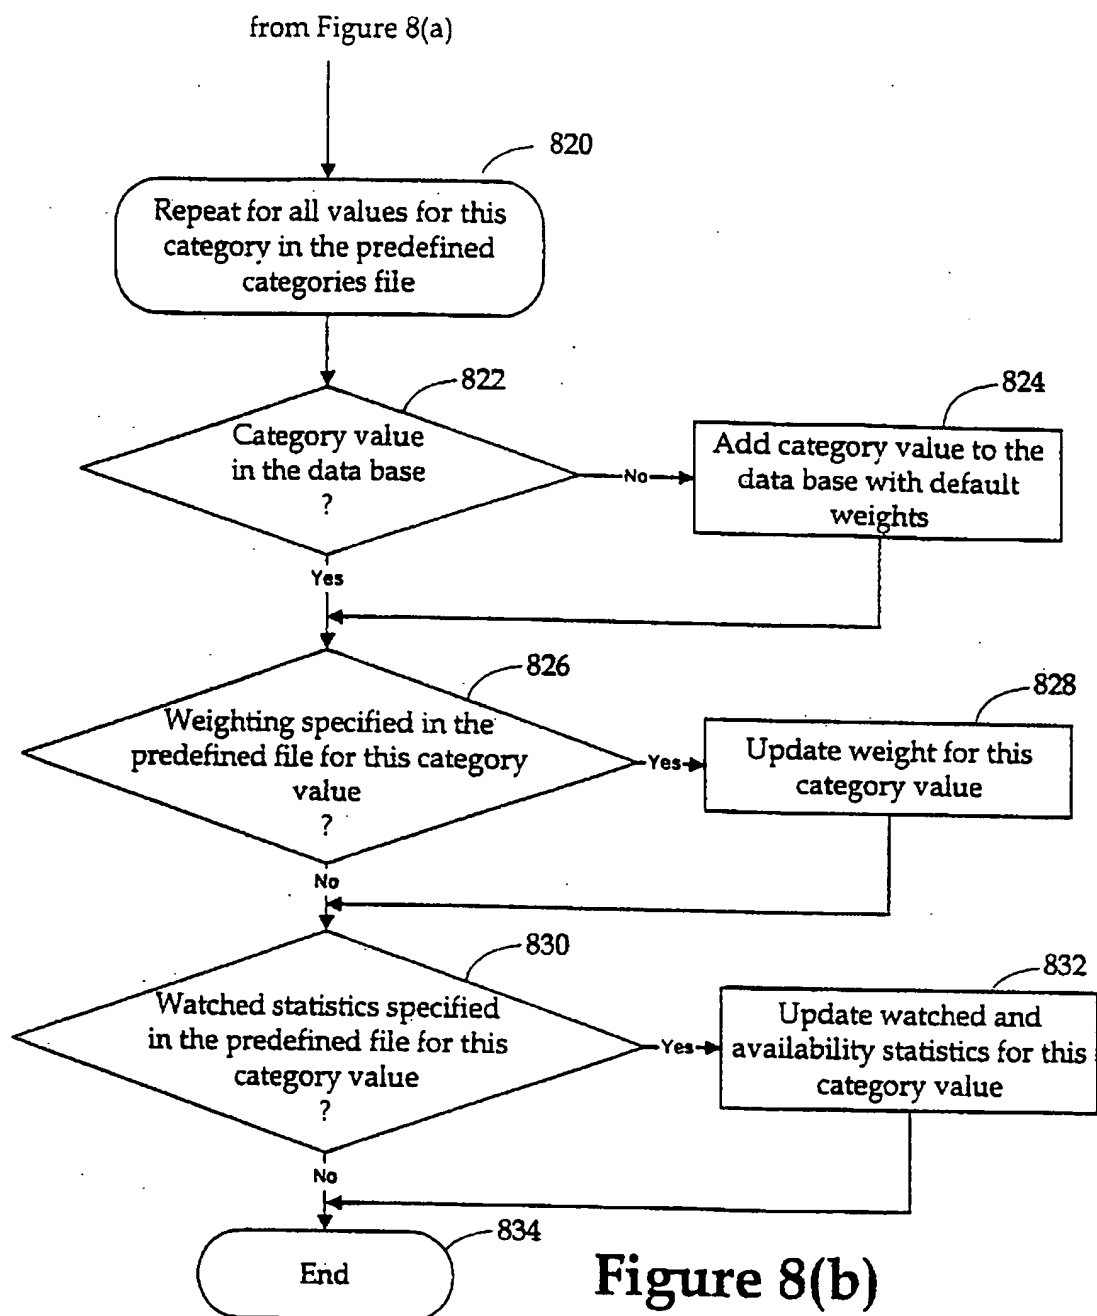 from Figure 8(a)
820
Repeat for all values for this
category in the predefined
categories file
822
Category value
in the data base
?
No
824
Add category value to the
data base with default
weights
Yes
826
Weighting specified in the
predefined file for this category
value
?
Yes
828
Update weight for this
category value
No
830
Watched statistics specified
in the predefined file for this
category value
?
Yes
832
Update watched and
availability statistics for this
category value
No
834
End
Figure 8(b)